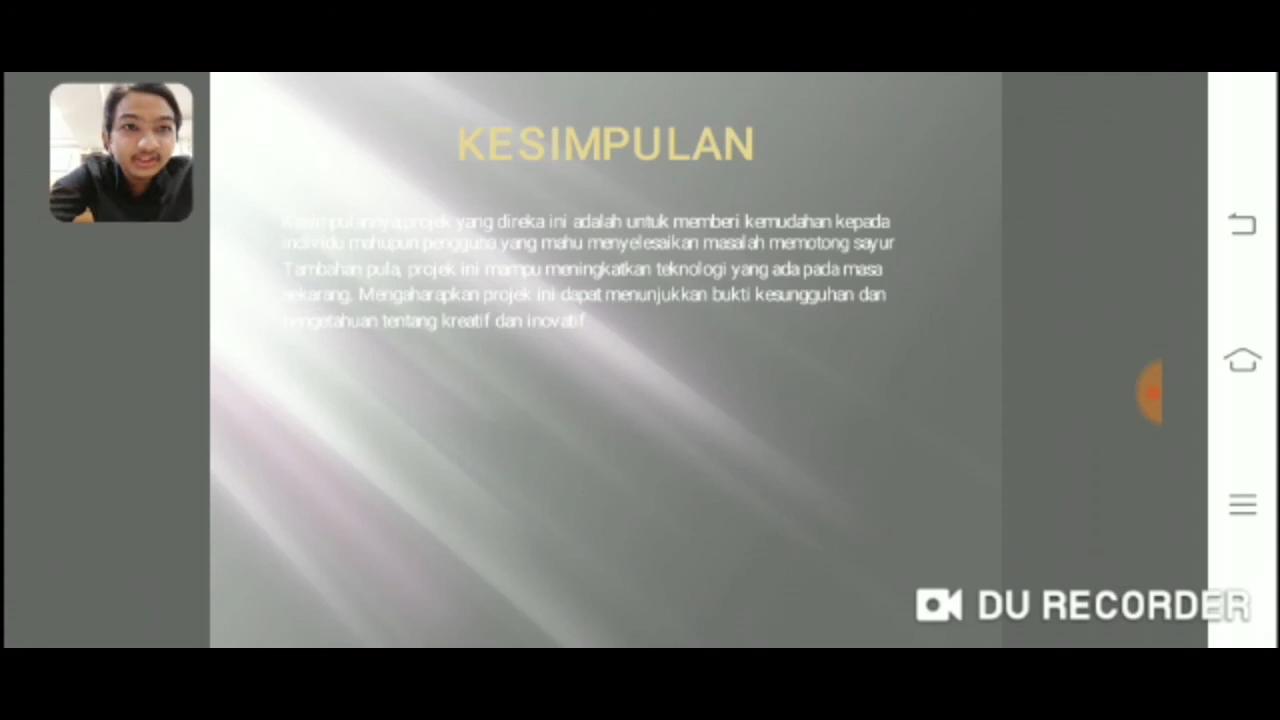 KESIMPULAN
Kesimpulannya,projek yang direka ini adalah untuk memberi kemudahan kepada
individu mahupun pengguna yang mahu menyelesaikan masalah memotong sayur
Tambahan pula, projek ini mampu meningkatkan teknologi yang ada pada masa
sekarang. Mengaharapkan projek ini dapat menunjukkan bukti kesungguhan dan
pengetahuan tentang kreatif dan inovatif
DU RECORDER